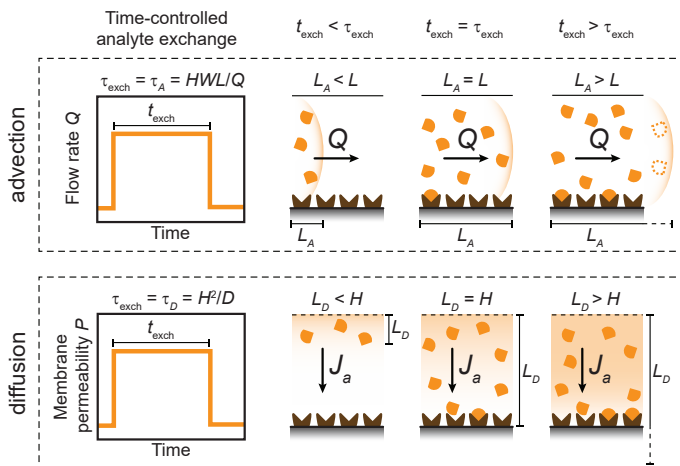 Time-controlled
analyte exchange
t_exch < τ_exch
t_exch = τ_exch
t_exch > τ_exch
advection
τ_exch = τ_A = HWL/Q
t_exch
Flow rate Q
Time
L_A < L
Q
L_A
L_A = L
Q
L_A
L_A > L
Q
L_A
diffusion
τ_exch = τ_D = H²/D
t_exch
Membrane
permeability P
Time
L_D < H
L_D
J_a
L_D = H
J_a
L_D
L_D > H
J_a
L_D